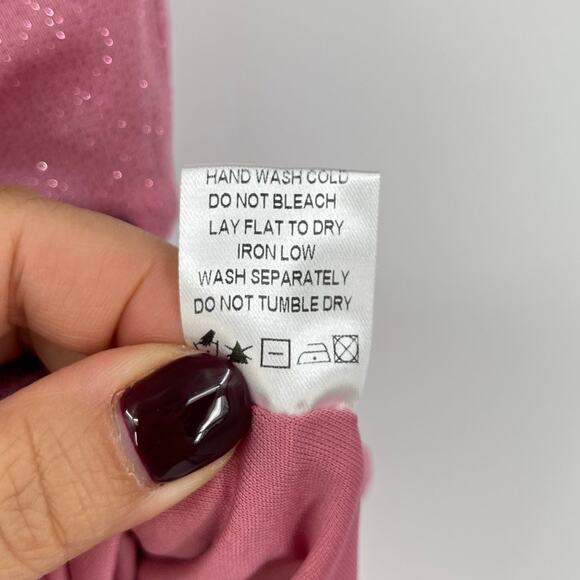 HAND WASH COLD
DO NOT BLEACH
LAY FLAT TO DRY
IRON LOW
WASH SEPARATELY
DO NOT TUMBLE DRY